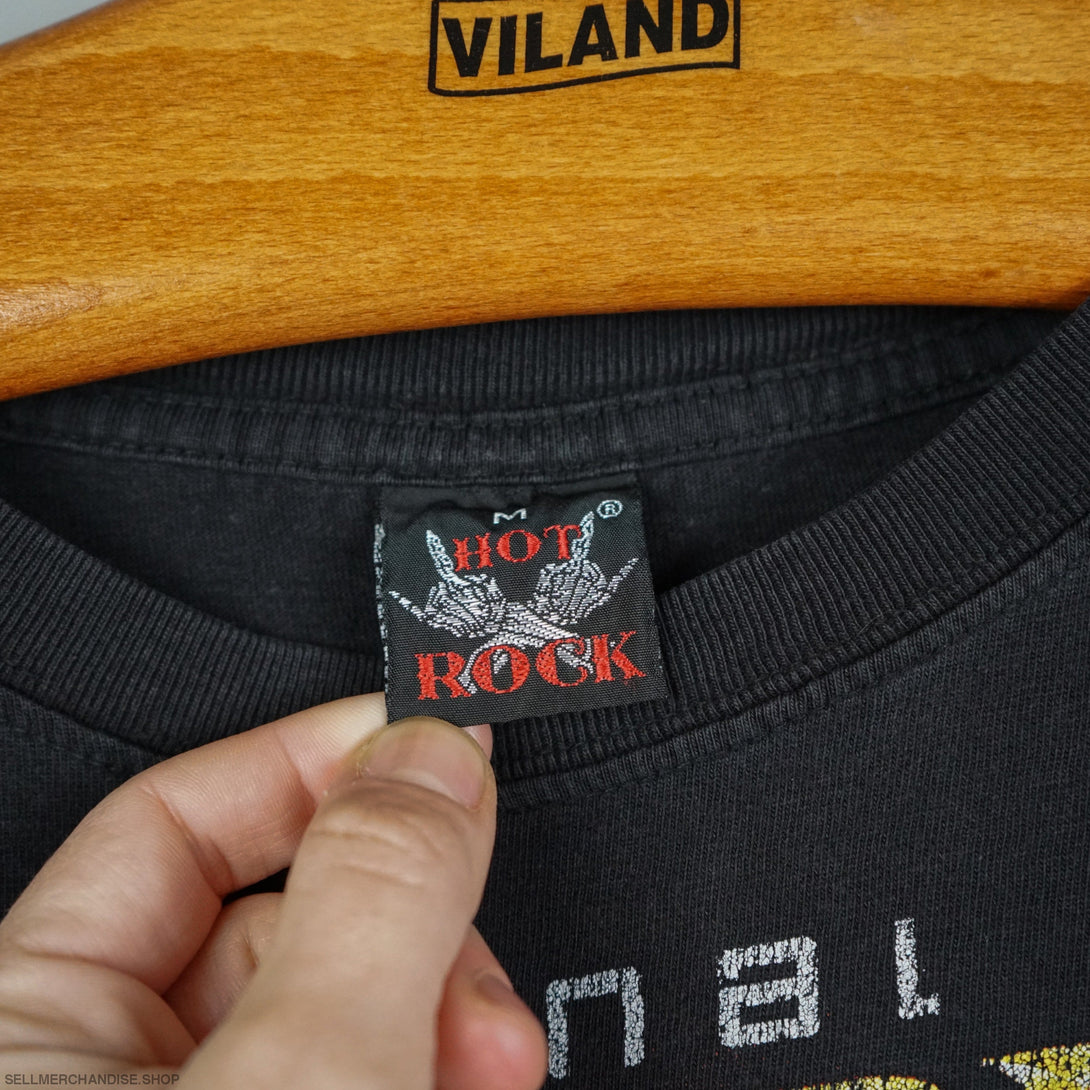 VILAND
M ®
HOT
ROCK
nal
SELLMERCHANDISE.SHOP